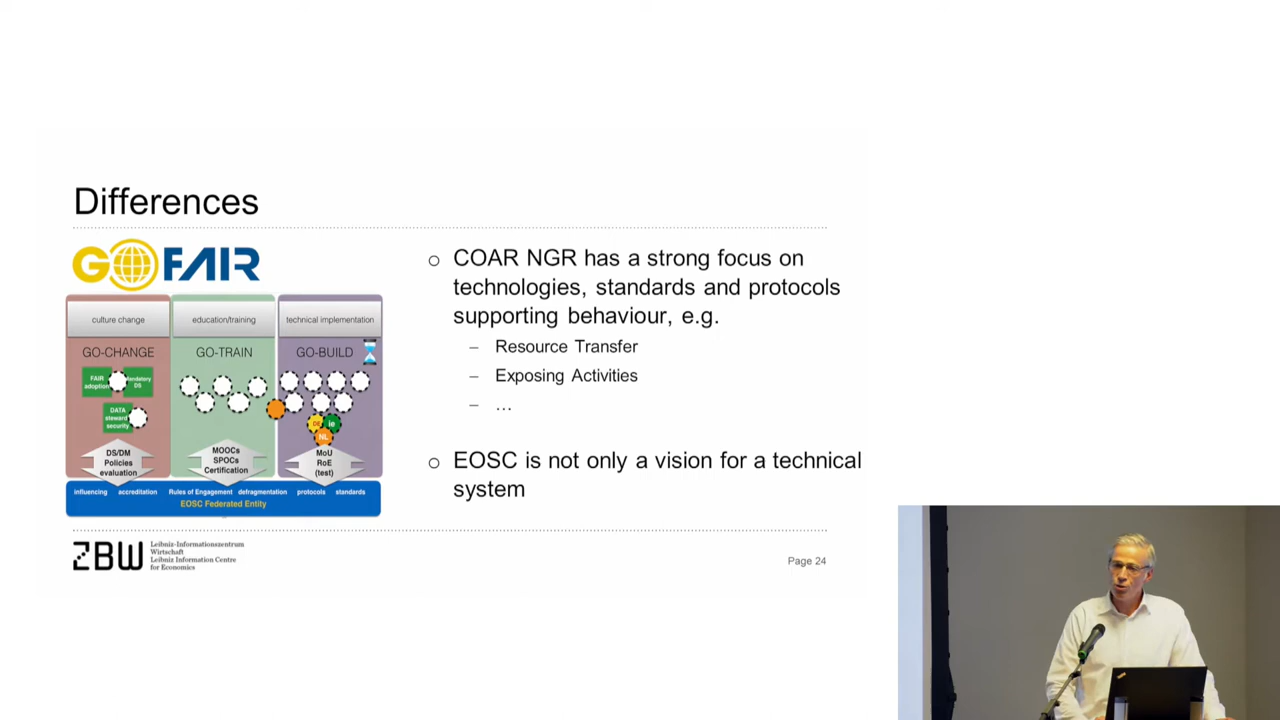 Differences
GO FAIR
culture change
education/training
technical implementation
GO-CHANGE
GO-TRAIN
GO-BUILD
FAIR
adoption
Mandatory
DS
DATA
steward
security
DE
ie
NL
DS/DM
Policies
evaluation
MOOCs
SPOCs
Certification
MoU
RoE
(test)
influencing accreditation Rules of Engagement defragmentation protocols standards
EOSC Federated Entity
COAR NGR has a strong focus on
technologies, standards and protocols
supporting behaviour, e.g.
– Resource Transfer
– Exposing Activities
– …
EOSC is not only a vision for a technical
system
ZBW
Leibniz-Informationszentrum
Wirtschaft
Leibniz Information Centre
for Economics
Page 24